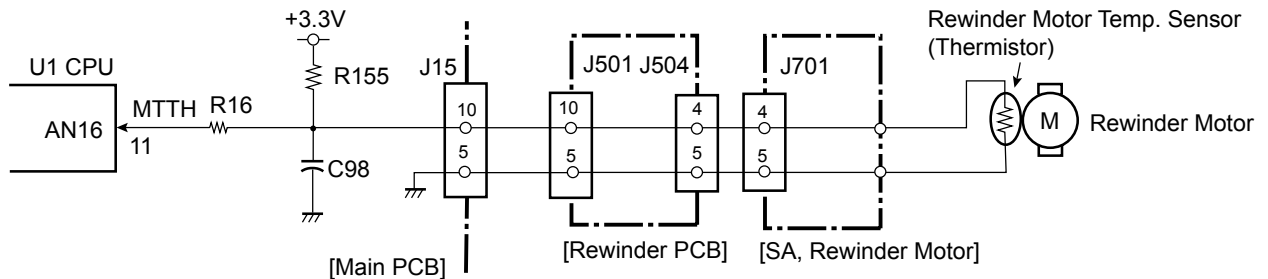 +3.3V
Rewinder Motor Temp. Sensor
(Thermistor)
U1 CPU
R155
J15
J501 J504
J701
MTTH
R16
10
10
4
4
AN16
11
M
Rewinder Motor
5
5
5
5
C98
[Main PCB]
[Rewinder PCB]
[SA, Rewinder Motor]